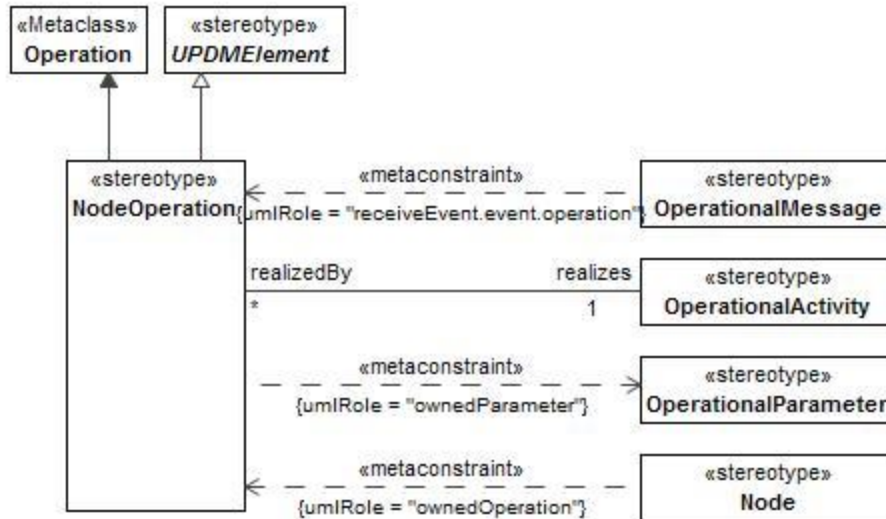 «Metaclass»
Operation
«stereotype»
UPDMElement
«stereotype»
NodeOperation
«metaconstraint»
{umlRole = "receiveEvent.event.operation"}
«stereotype»
OperationalMessage
realizedBy
realizes
*
1
«stereotype»
OperationalActivity
«metaconstraint»
{umlRole = "ownedParameter"}
«stereotype»
OperationalParameter
«metaconstraint»
{umlRole = "ownedOperation"}
«stereotype»
Node